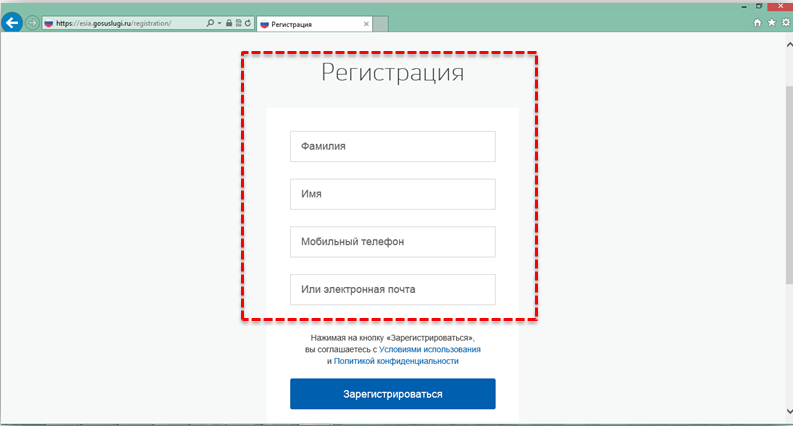 https://esia.gosuslugi.ru/registration/
Регистрация
Регистрация
Фамилия
Имя
Мобильный телефон
Или электронная почта
Нажимая на кнопку «Зарегистрироваться»,
вы соглашаетесь с Условиями использования
и Политикой конфиденциальности
Зарегистрироваться